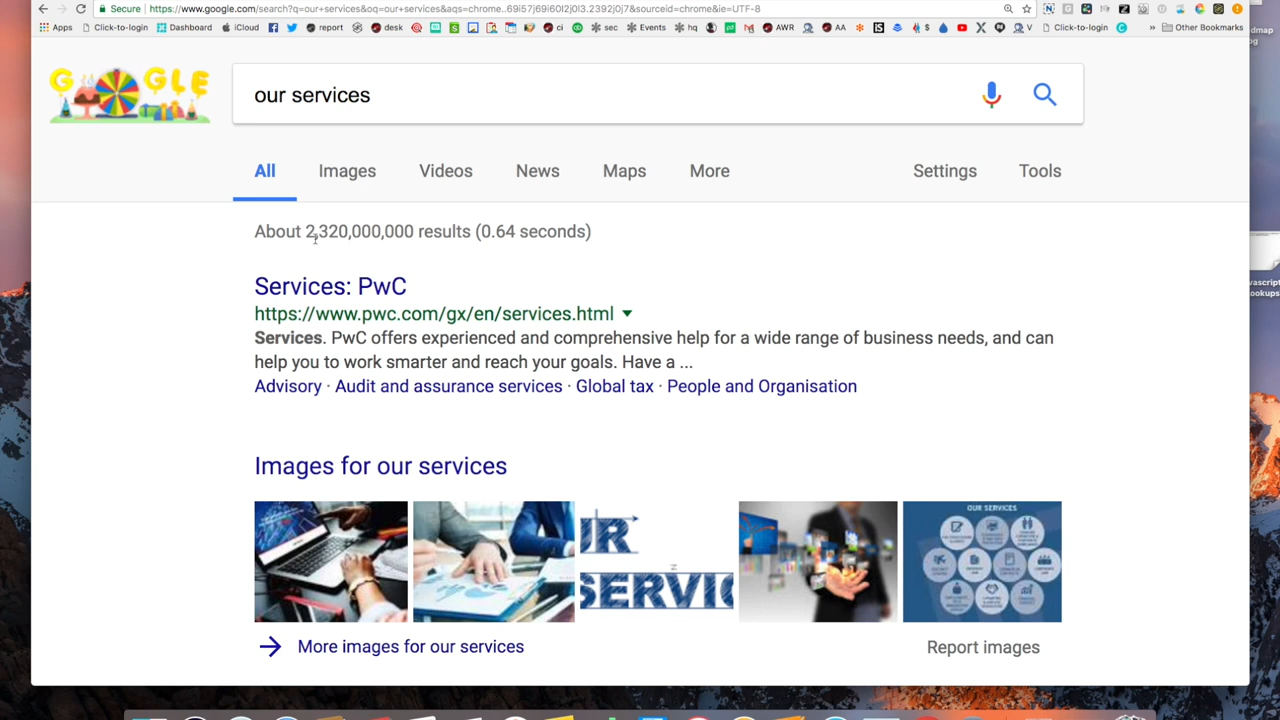 Secure https://www.google.com/search?q=our+services&oq=our+services&aqs=chrome..69i57j69i60l2j0l3.2392j0j7&sourceid=chrome&ie=UTF-8
Apps Click-to-login Dashboard iCloud report desk ci sec Events hq AWR AA $ V Click-to-login » Other Bookmarks
GOOGLE
our services
All Images Videos News Maps More Settings Tools
About 2,320,000,000 results (0.64 seconds)
Services: PwC
https://www.pwc.com/gx/en/services.html
Services. PwC offers experienced and comprehensive help for a wide range of business needs, and can
help you to work smarter and reach your goals. Have a ...
Advisory · Audit and assurance services · Global tax · People and Organisation
Images for our services
UR
SERVIC
OUR SERVICES
More images for our services
Report images